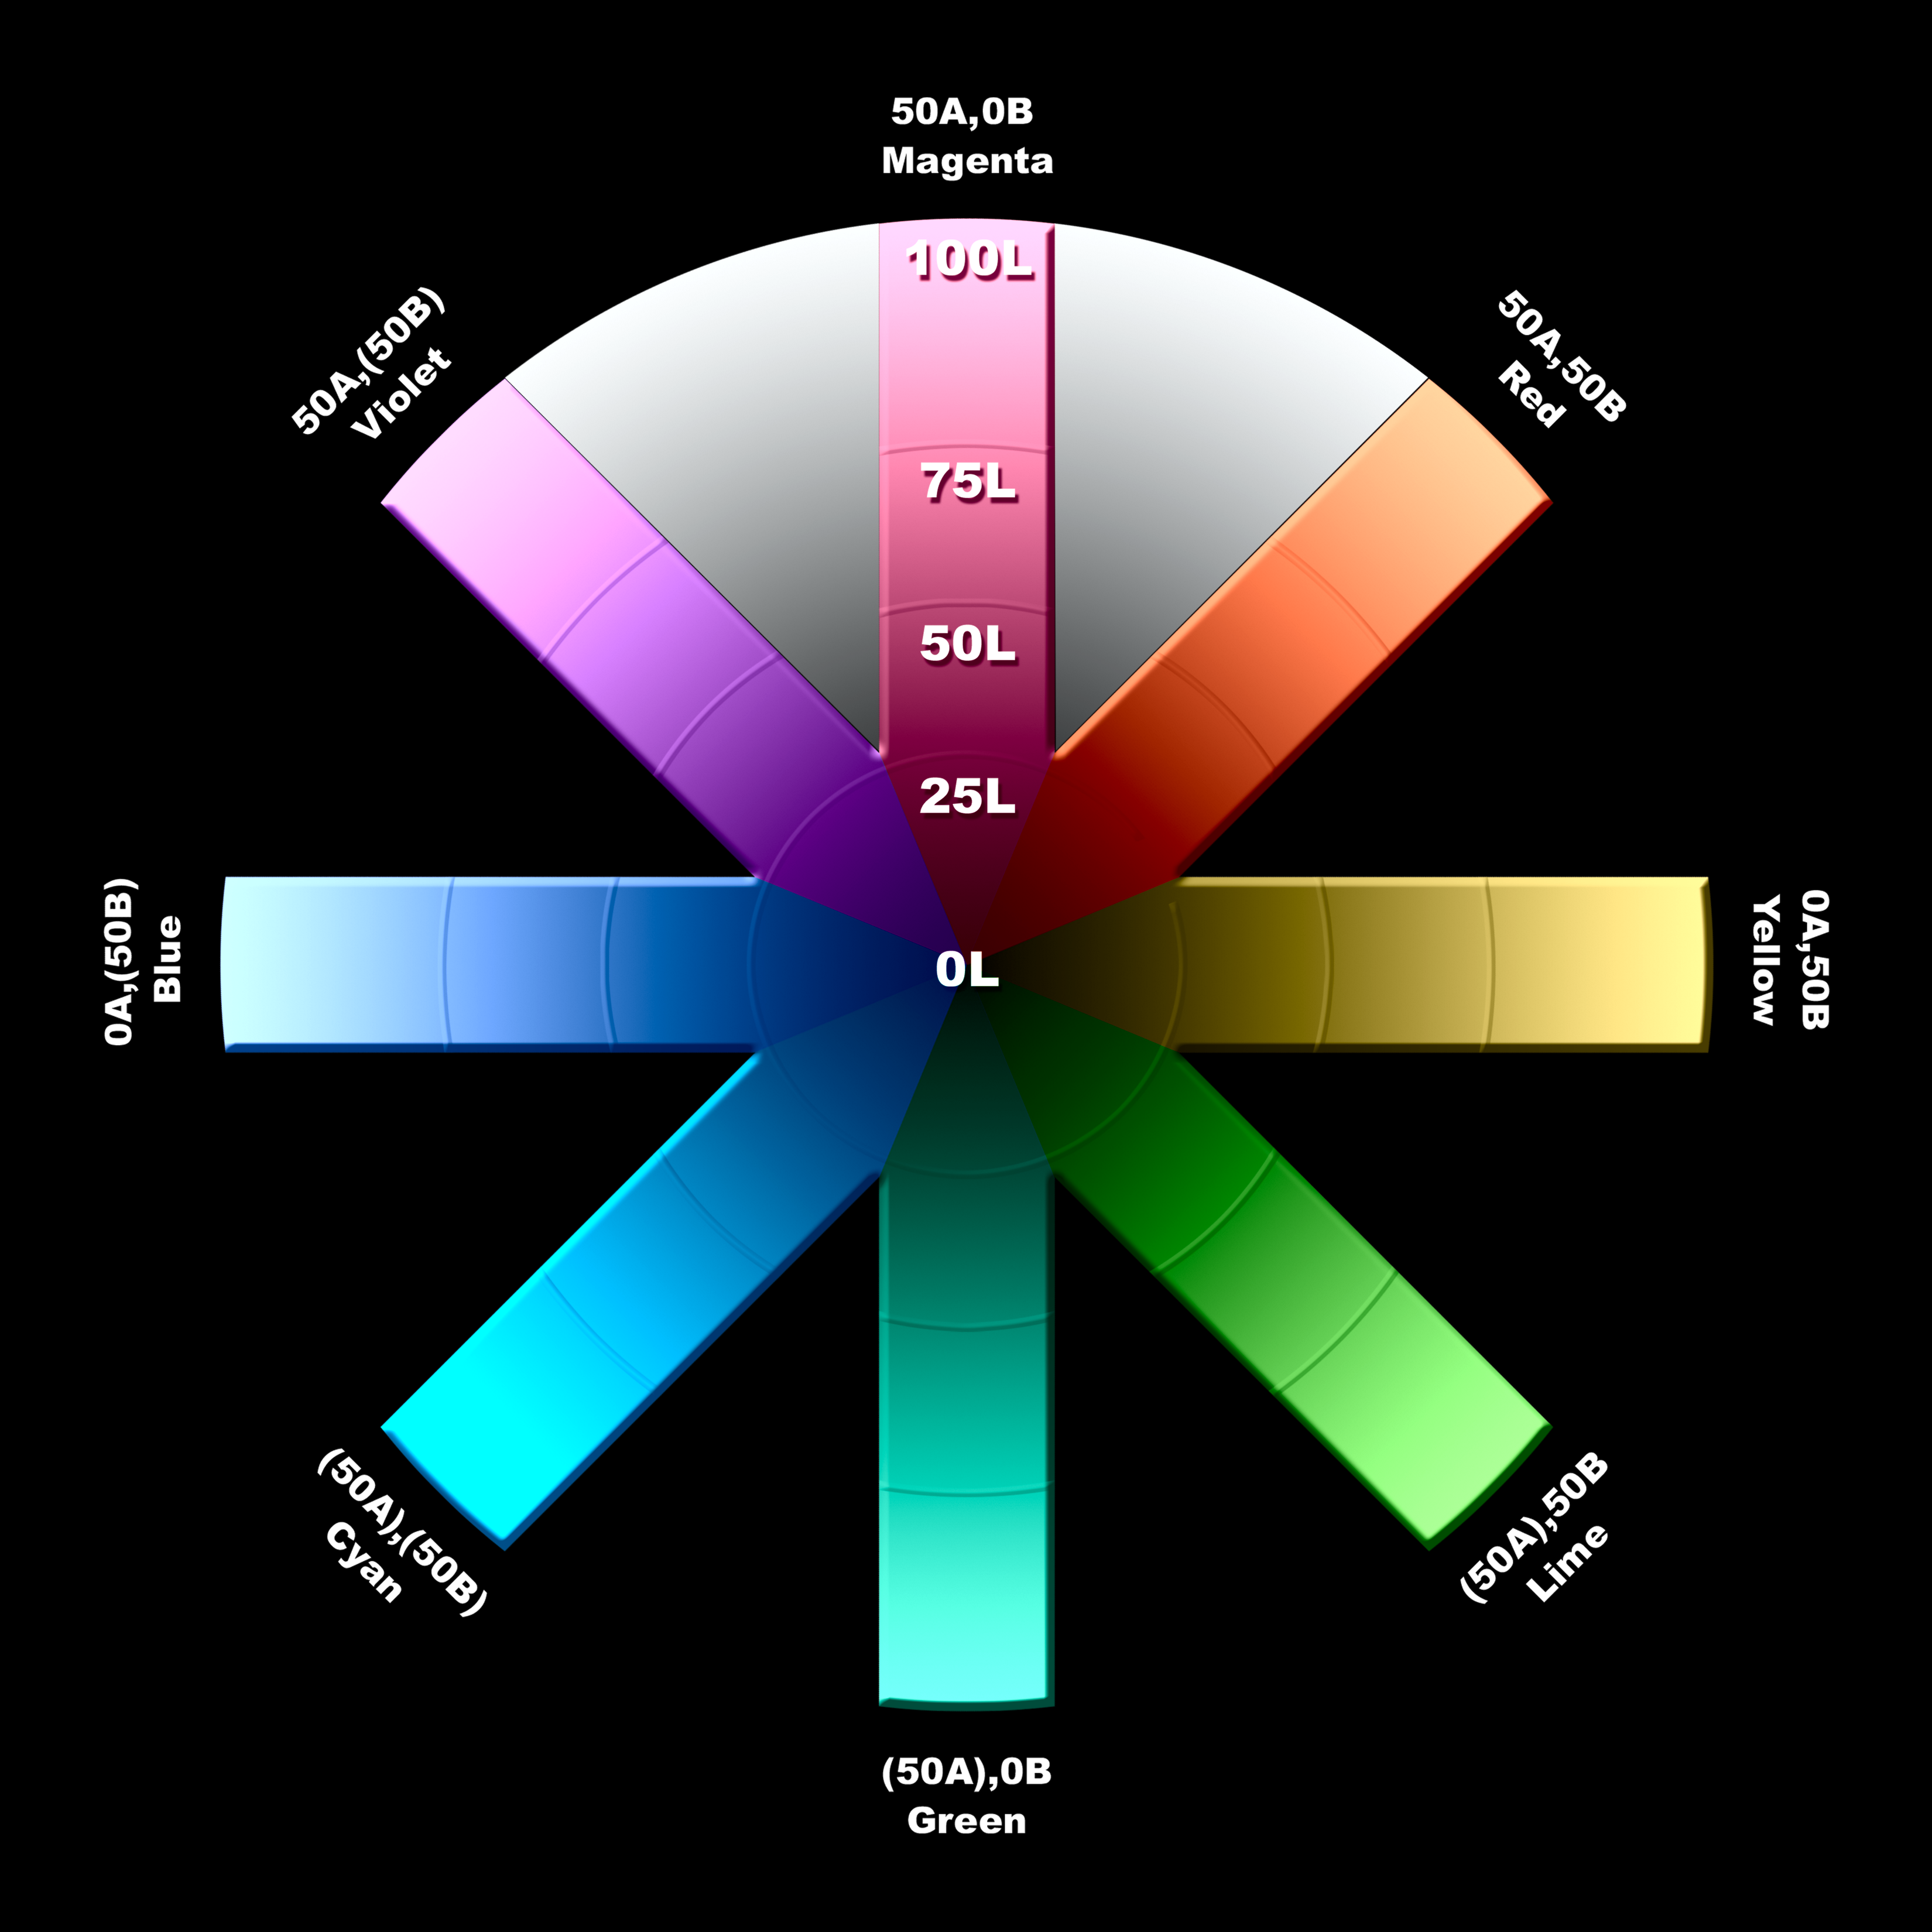 50A,0B
Magenta
100L
75L
50L
25L
0L
50A,(50B)
Violet
50A,50B
Red
0A,(50B)
Blue
0A,50B
Yellow
(50A),(50B)
Cyan
(50A),50B
Lime
(50A),0B
Green